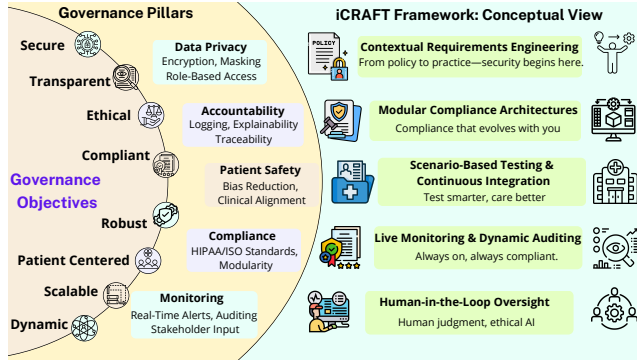 Governance Pillars
Secure
Transparent
Ethical
Compliant
Governance
Objectives
Robust
Patient Centered
Scalable
Dynamic
Data Privacy
Encryption, Masking
Role-Based Access
Accountability
Logging, Explainability
Traceability
Patient Safety
Bias Reduction,
Clinical Alignment
Compliance
HIPAA/ISO Standards,
Modularity
Monitoring
Real-Time Alerts, Auditing
Stakeholder Input
iCRAFT Framework: Conceptual View
POLICY
Contextual Requirements Engineering
From policy to practice—security begins here.
Modular Compliance Architectures
Compliance that evolves with you
Scenario-Based Testing &
Continuous Integration
Test smarter, care better
Live Monitoring & Dynamic Auditing
Always on, always compliant.
Human-in-the-Loop Oversight
Human judgment, ethical AI